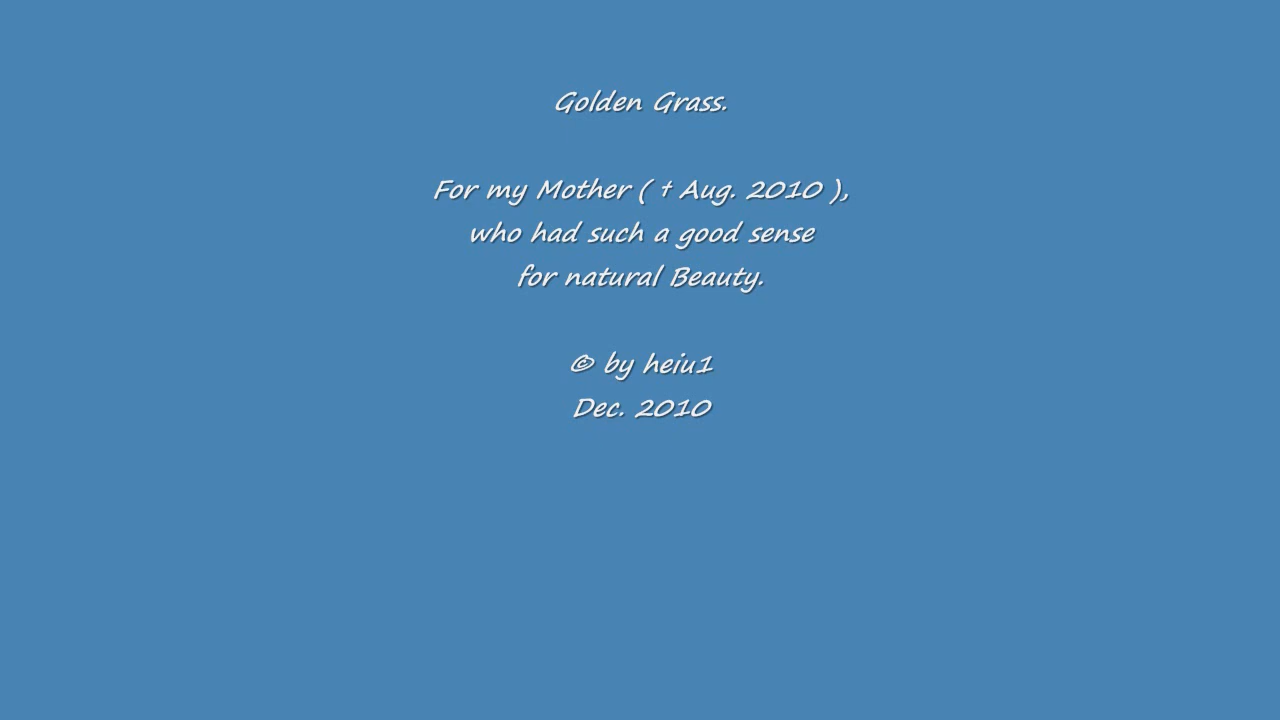 Golden Grass.
For my Mother ( † Aug. 2010 ),
who had such a good sense
for natural Beauty.
© by heiu1
Dec. 2010